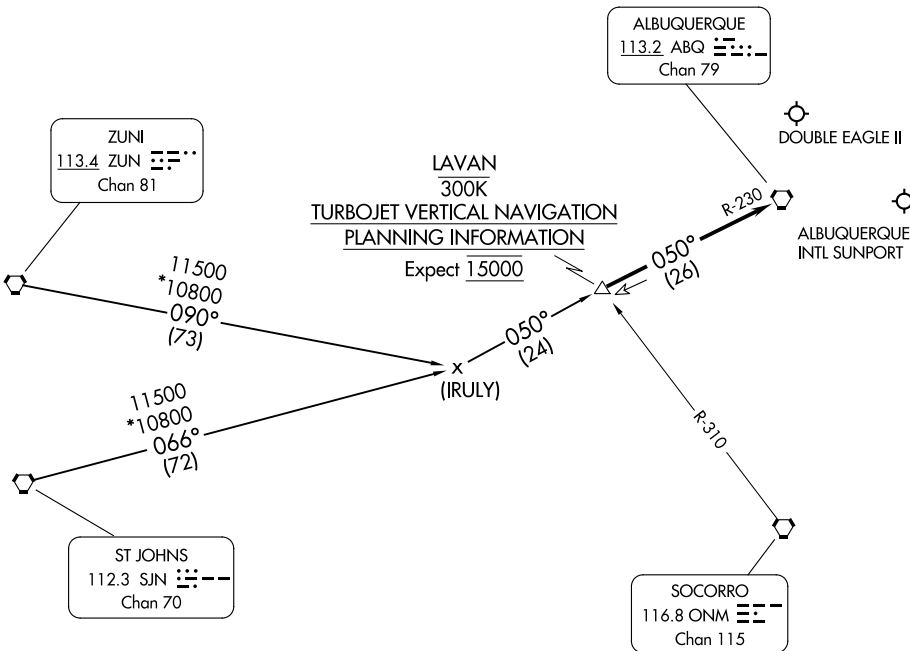 ALBUQUERQUE
113.2 ABQ
Chan 79
DOUBLE EAGLE II
ZUNI
113.4 ZUN
Chan 81
LAVAN
300K
TURBOJET VERTICAL NAVIGATION
PLANNING INFORMATION
Expect 15000
R-230
ALBUQUERQUE
INTL SUNPORT
050°
(26)
11500
*10800
090°
(73)
050°
(24)
X
(IRULY)
11500
*10800
066°
(72)
R-310
ST JOHNS
112.3 SJN
Chan 70
SOCORRO
116.8 ONM
Chan 115